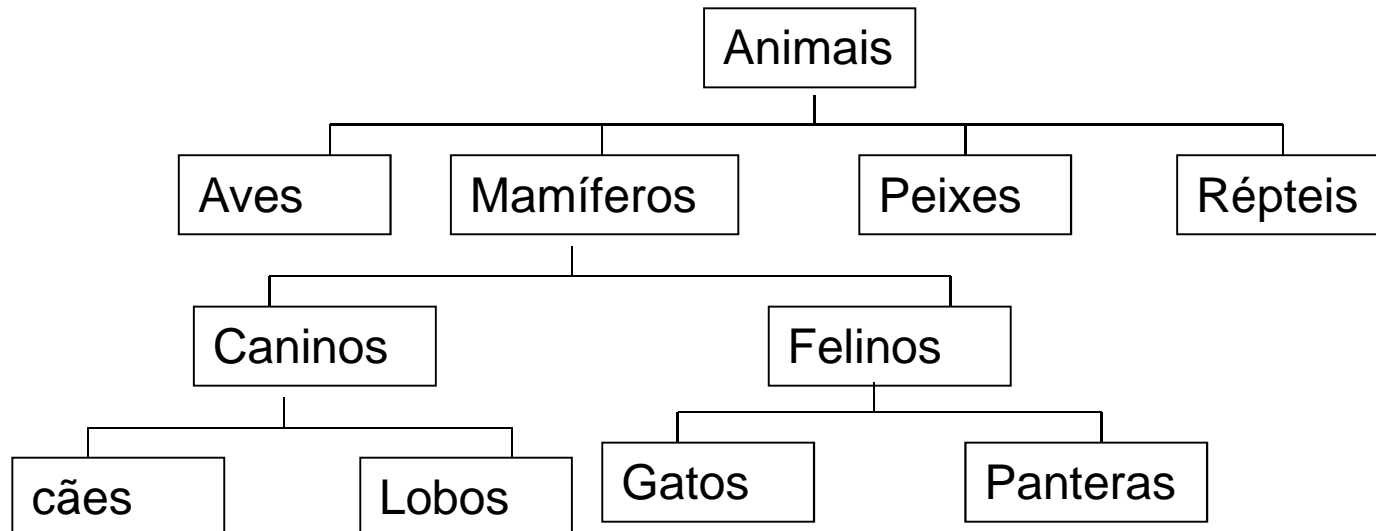 Animais
Aves Mamíferos Peixes Répteis
Caninos Felinos
cães Lobos Gatos Panteras